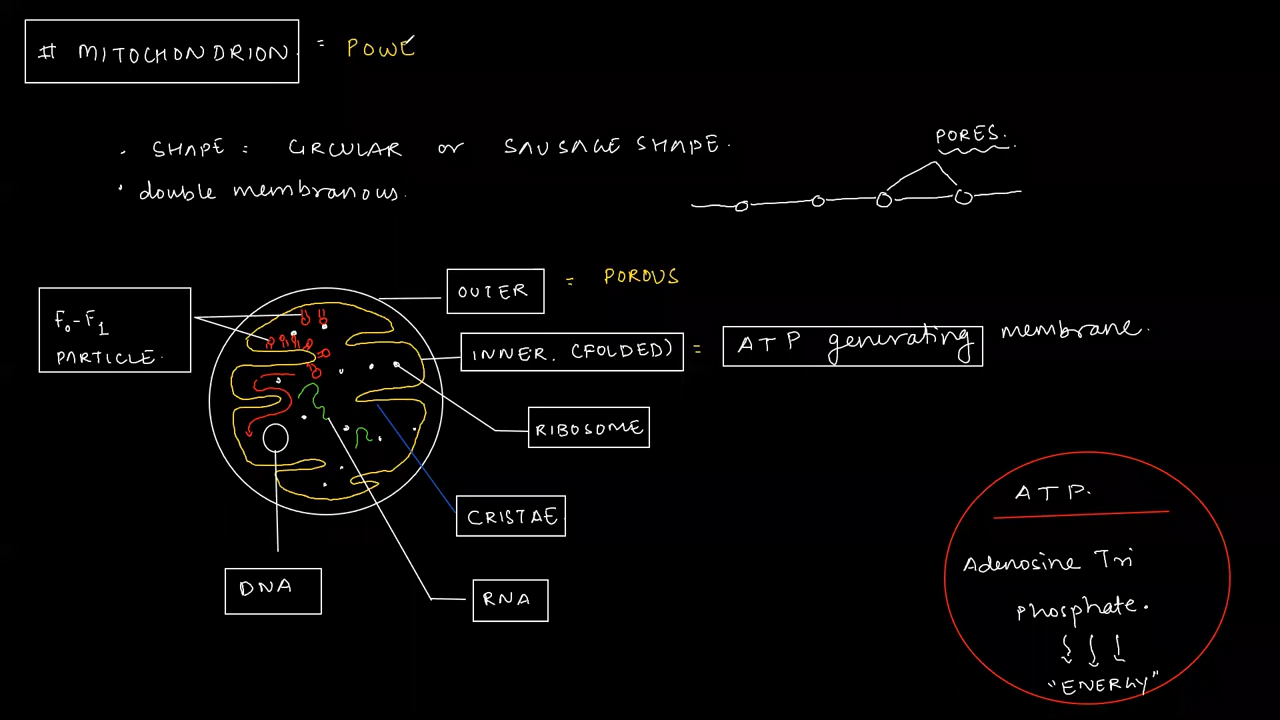 # MITOCHONDRION = POWE
PORES.
. SHAPE: CIRCULAR or SAUSAGE SHAPE.
. double membranous.
OUTER = POROUS
F₀-F₁
PARTICLE.
INNER. (FOLDED) = ATP generating membrane.
RIBOSOME
CRISTAE
DNA
RNA
ATP.
Adenosine Tri
Phosphate.
"ENERGY"